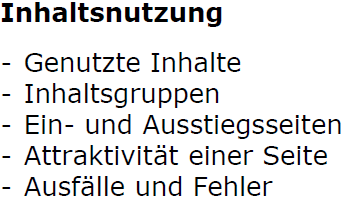 Inhaltsnutzung
- Genutzte Inhalte
- Inhaltsgruppen
- Ein- und Ausstiegsseiten
- Attraktivität einer Seite
- Ausfälle und Fehler